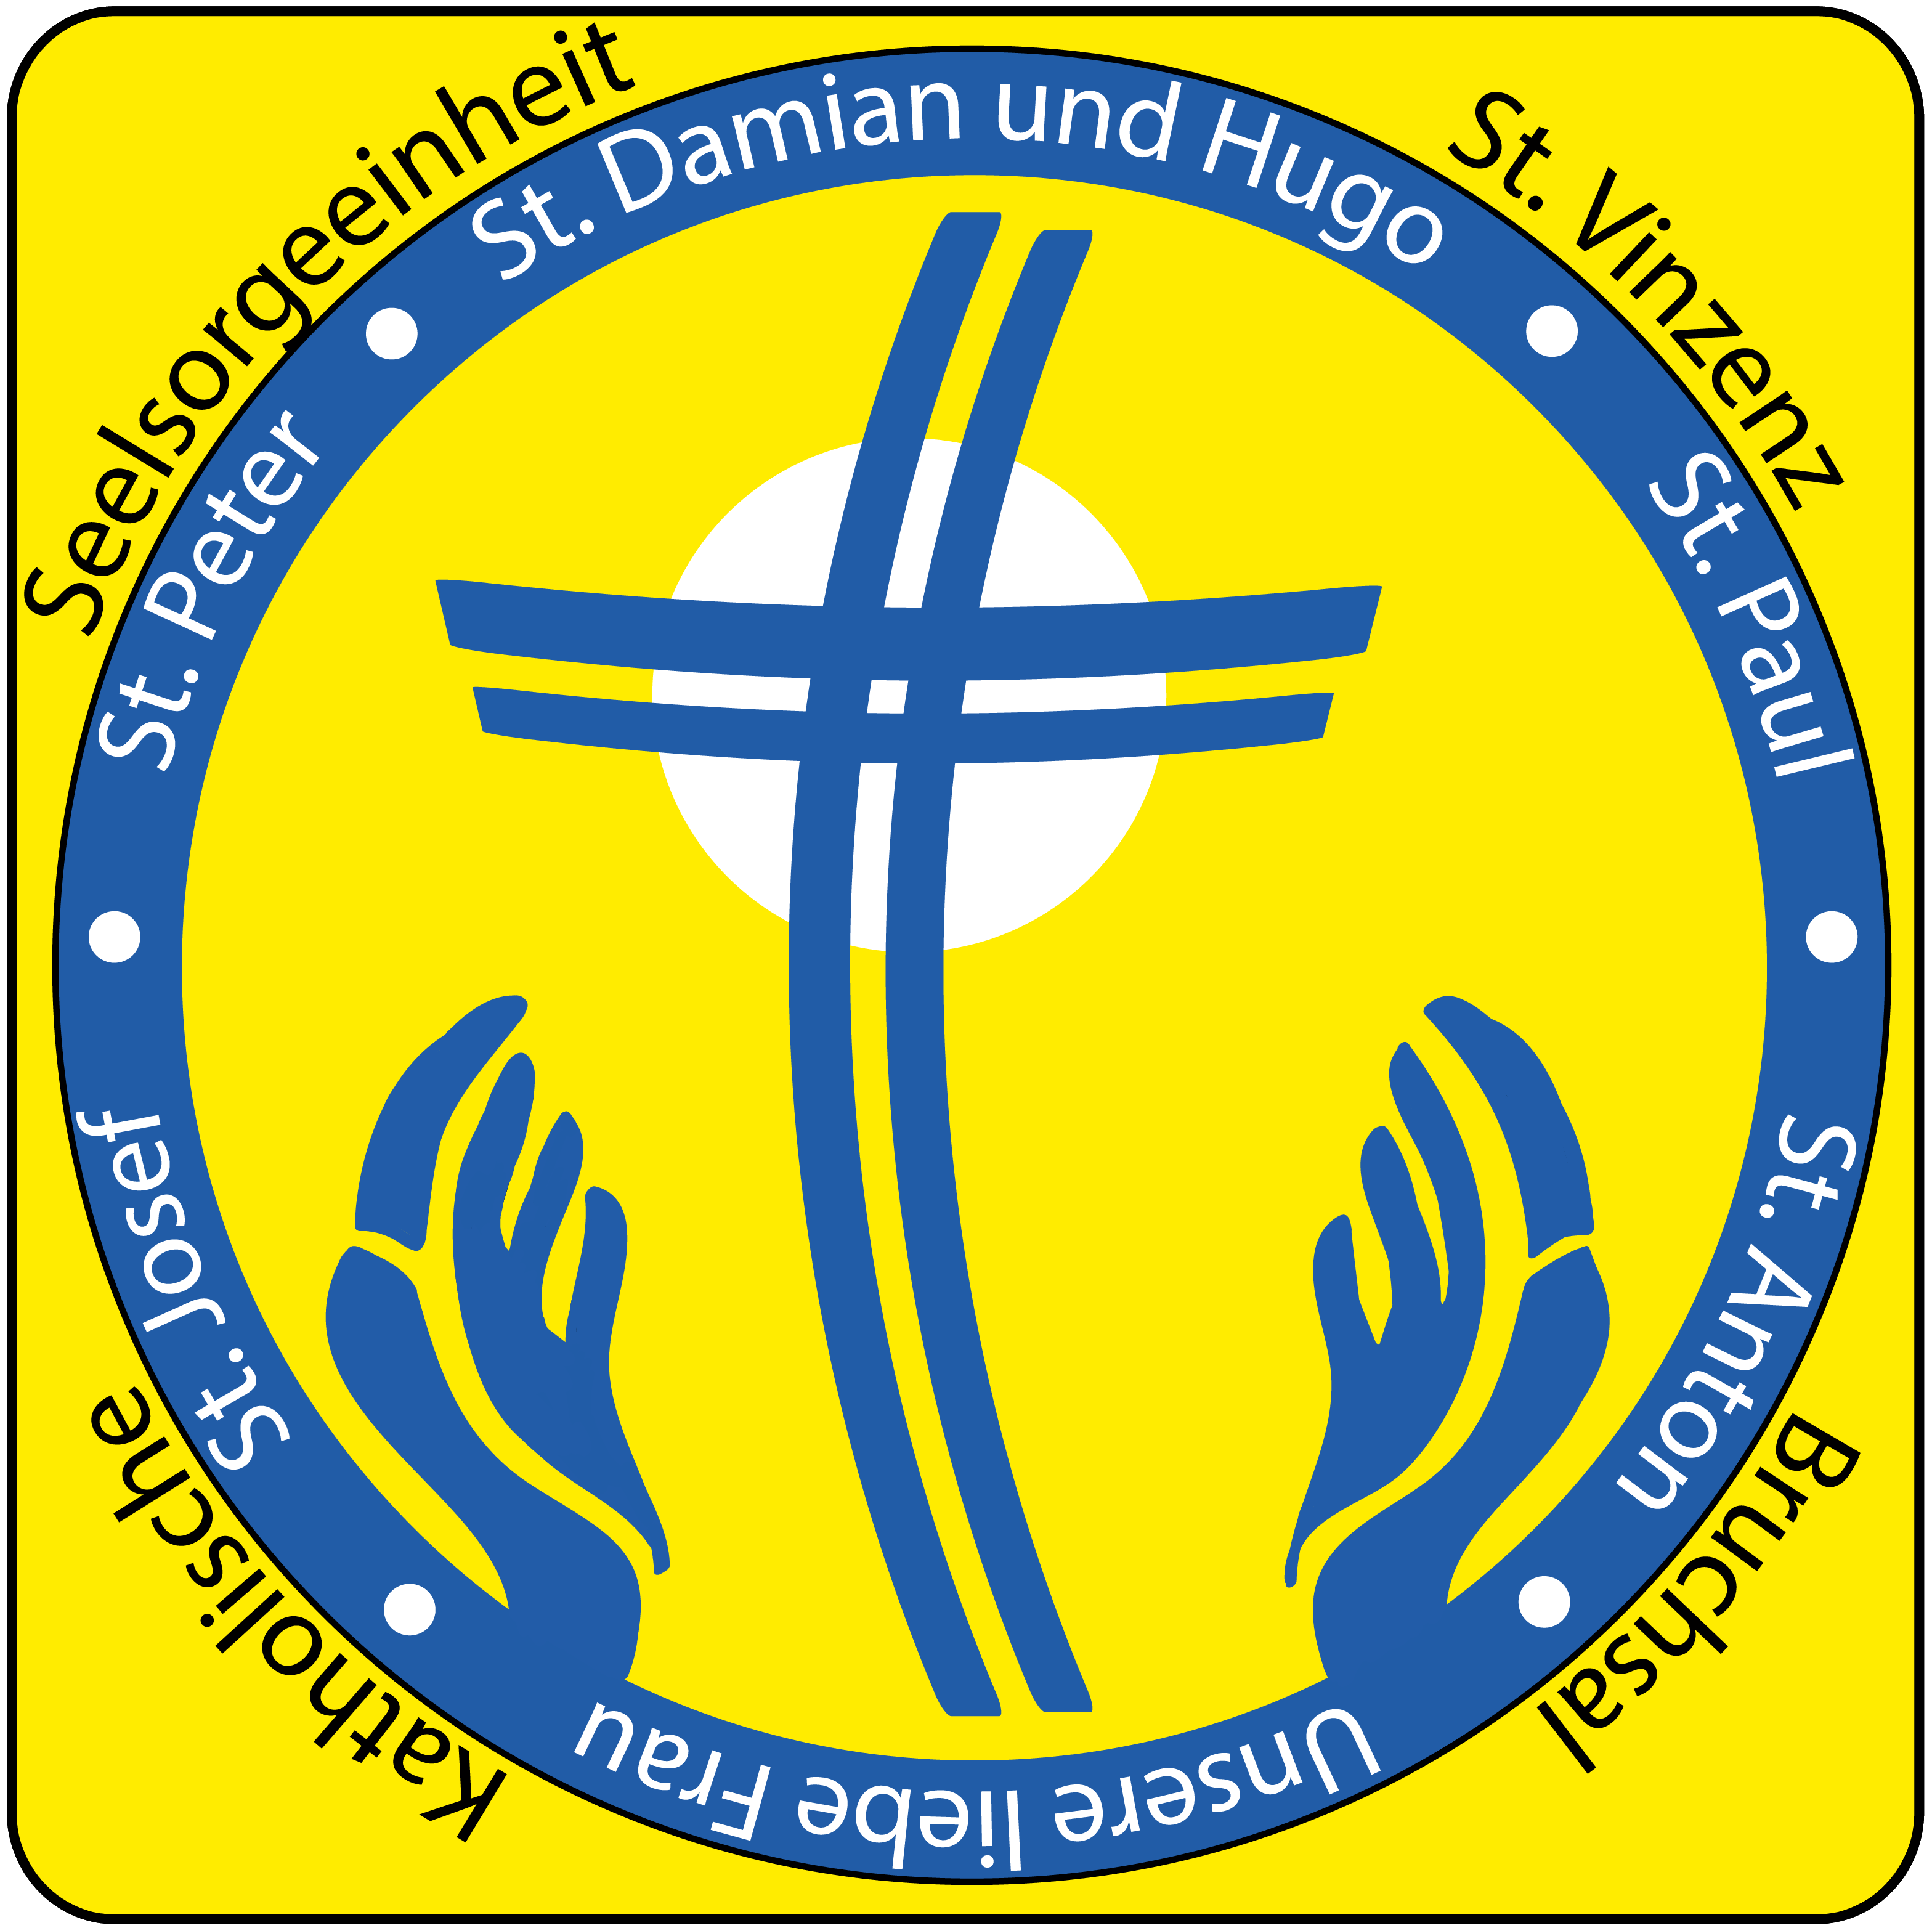 Katholische
Seelsorgeeinheit
St. Vinzenz
Bruchsal
St. Damian und Hugo
St. Paul
St. Anton
Unsere liebe Frau
St. Josef
St. Peter